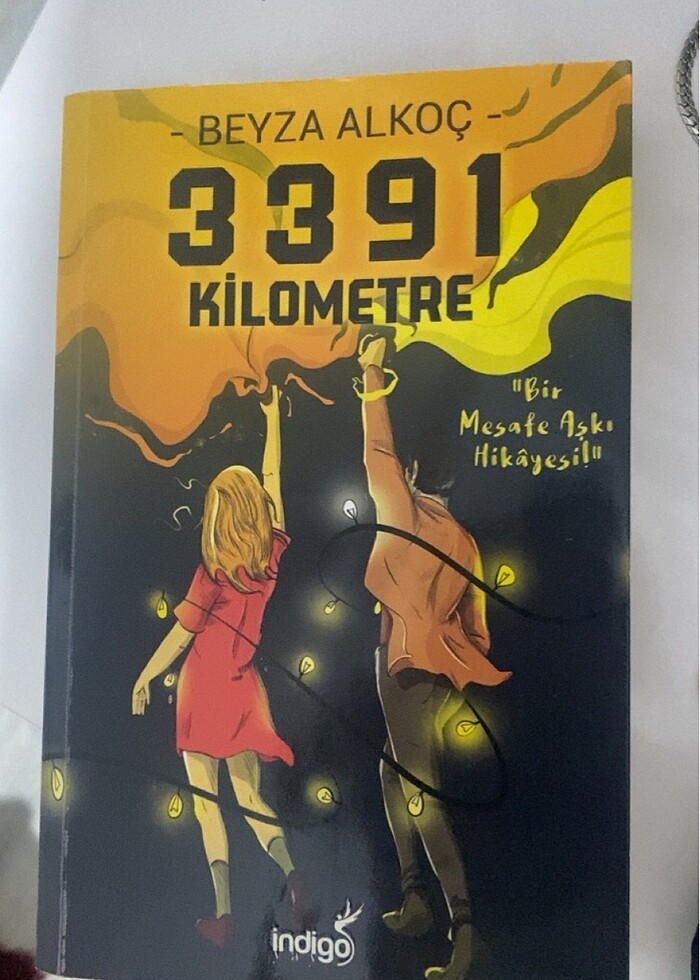 - BEYZA ALKOÇ -
3391
KİLOMETRE
"Bir
Mesafe Aşkı
Hikâyesi!"
indigo